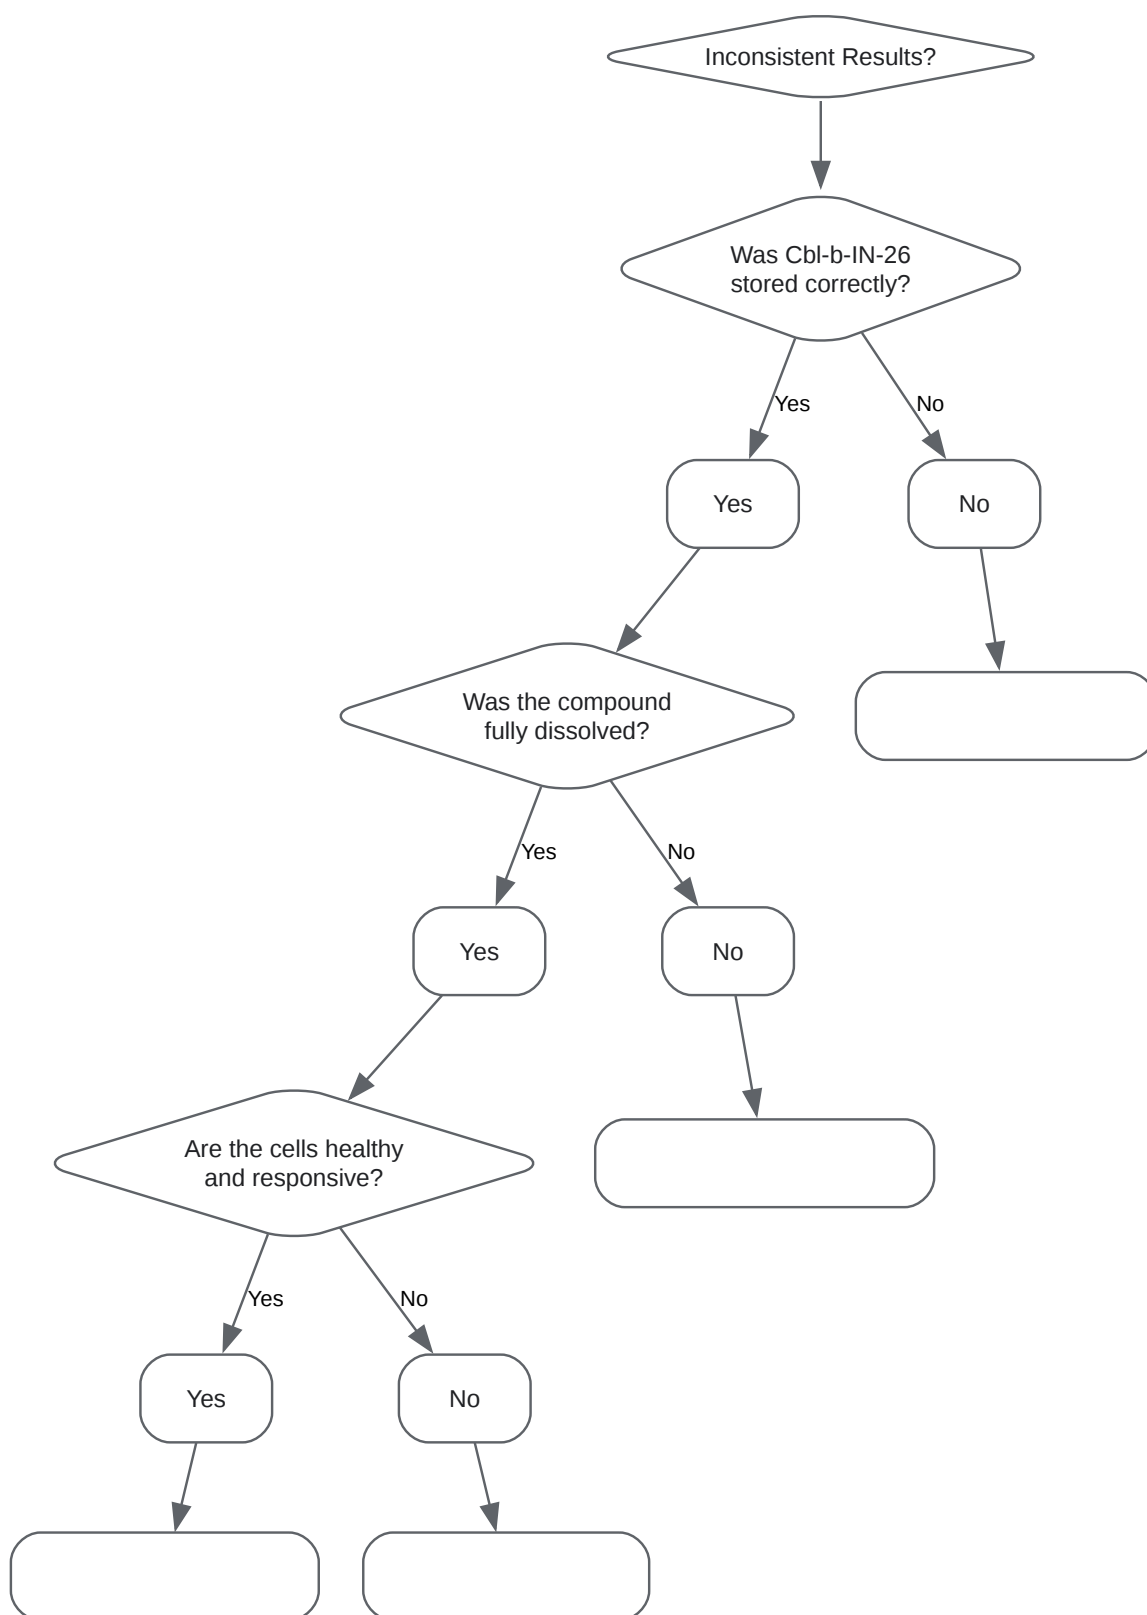 Inconsistent Results?
Was Cbl-b-IN-26
stored correctly?
Yes
No
Yes
No
Was the compound
fully dissolved?
Yes
No
Yes
No
Are the cells healthy
and responsive?
Yes
No
Yes
No